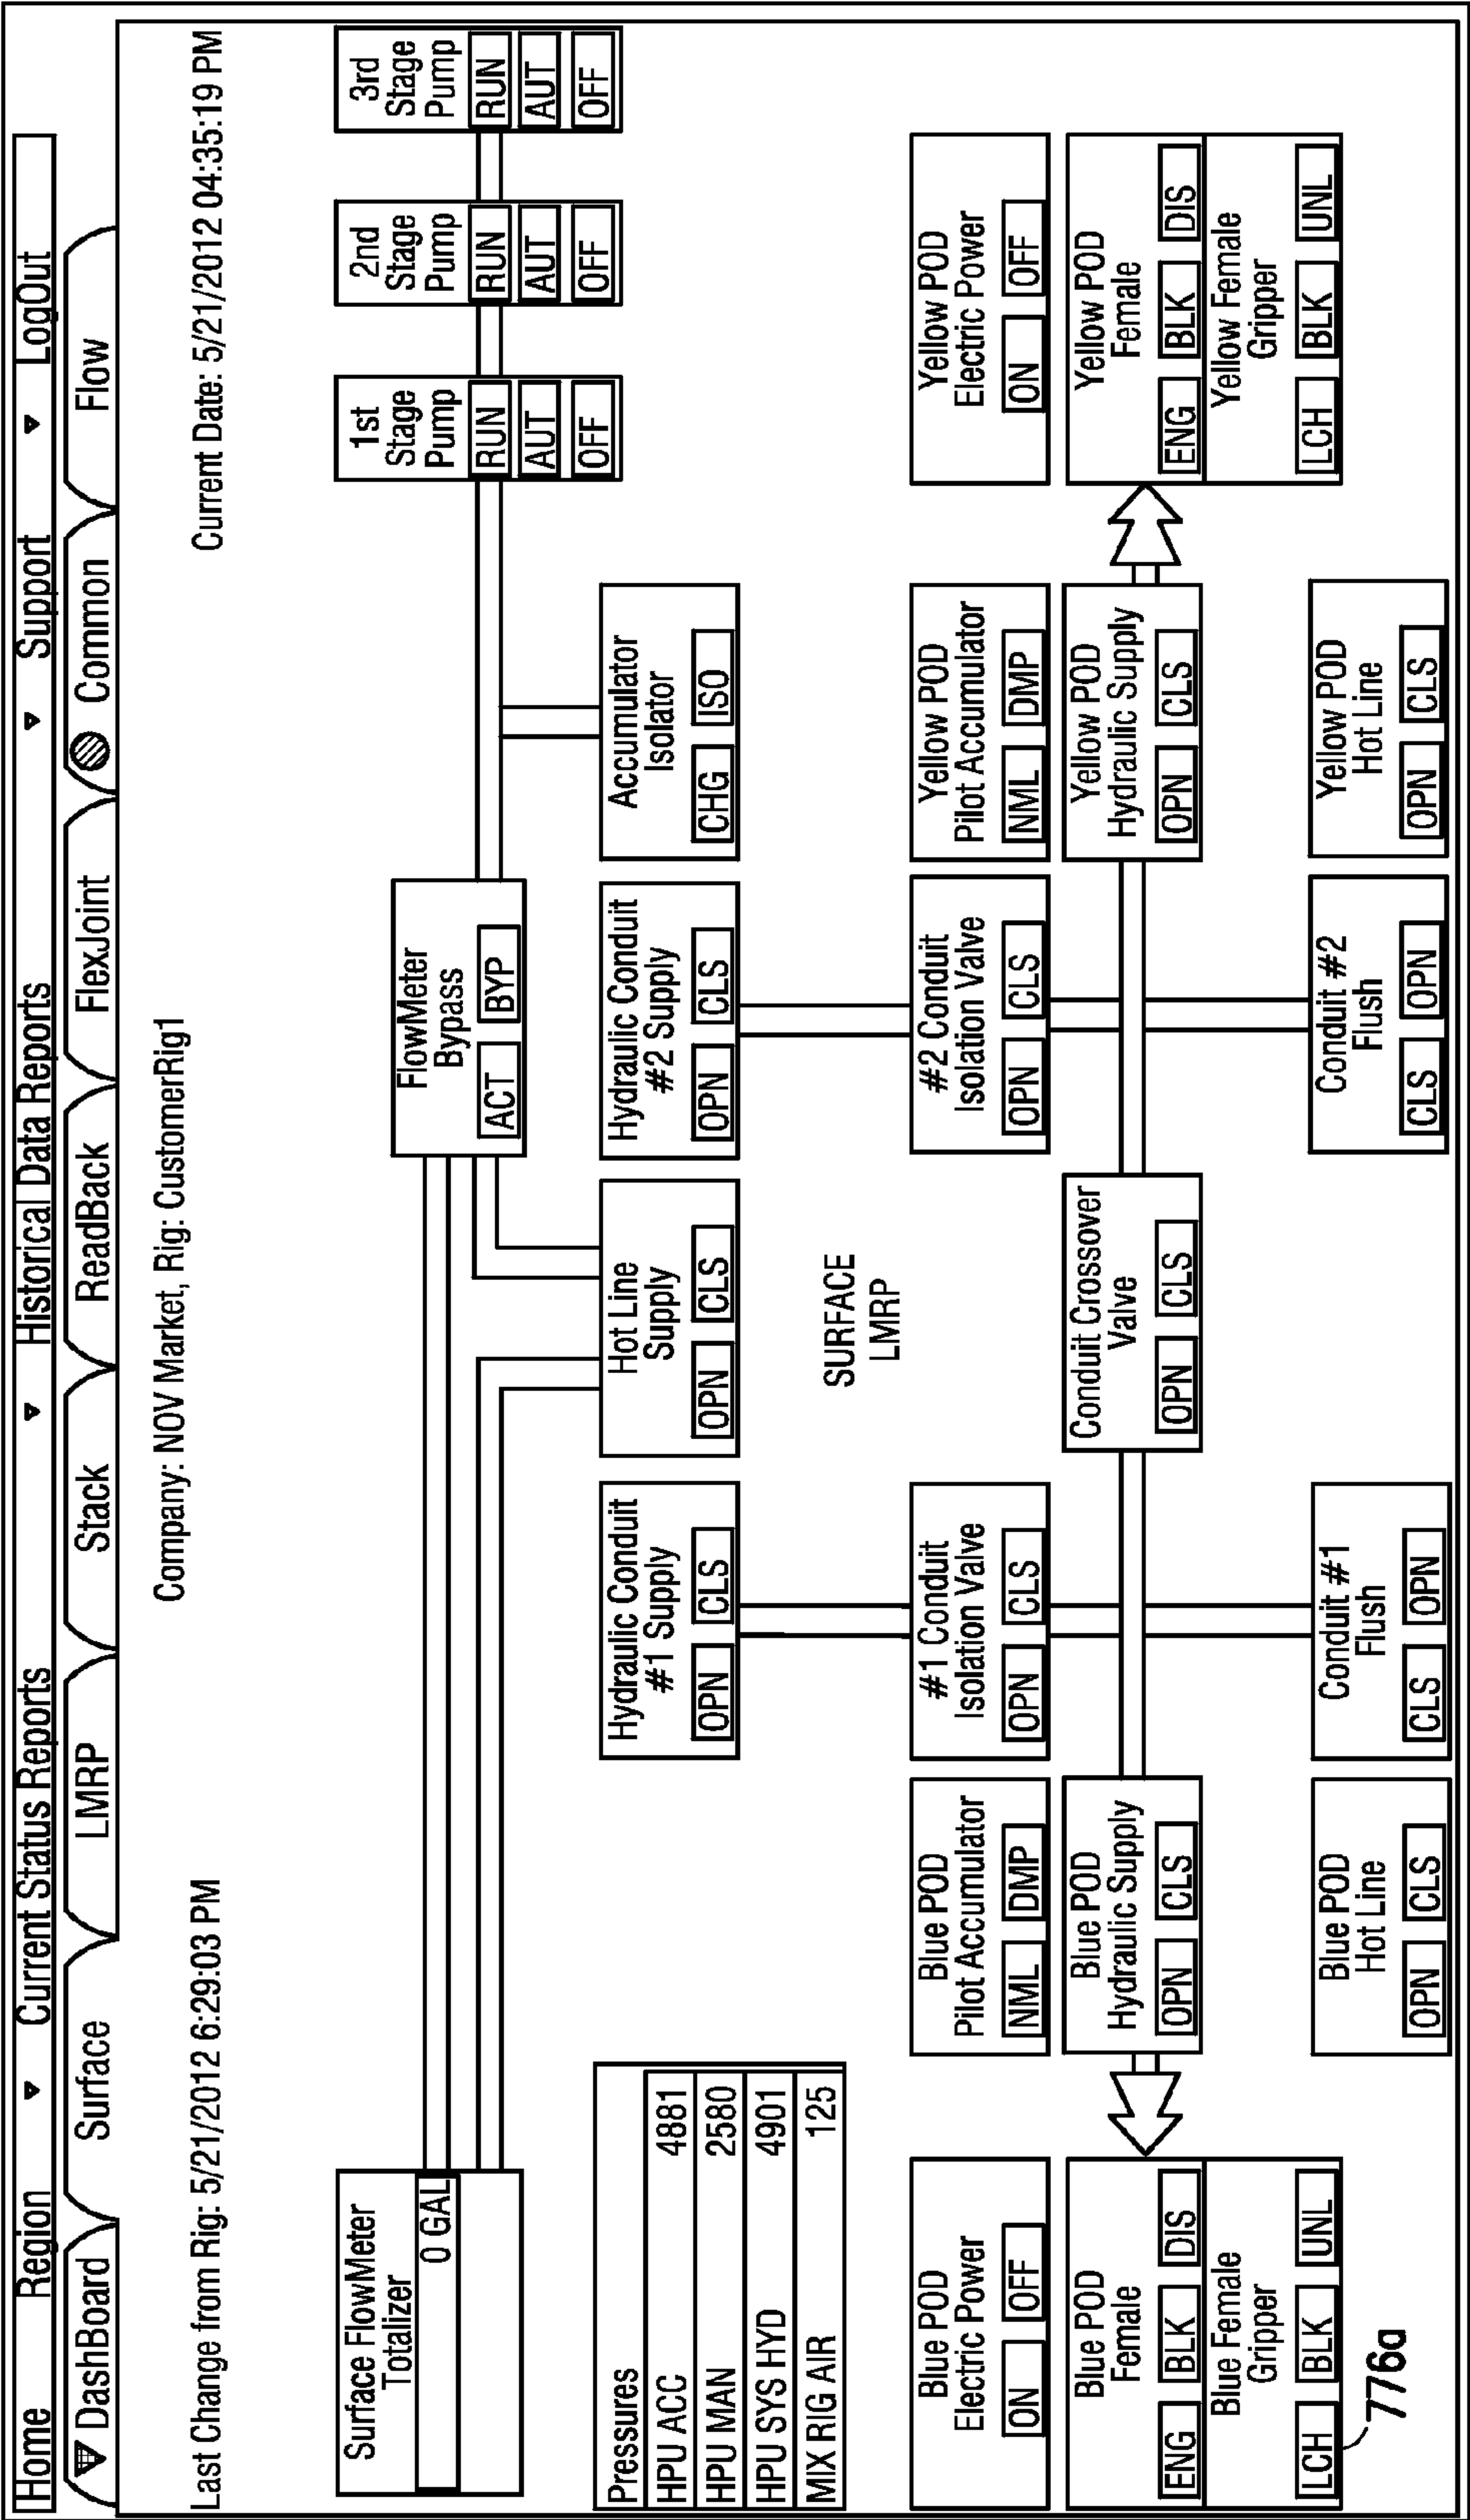 Home Region Current Status Reports Historical Data Reports Support LogOut
DashBoard Surface LMRP Stack ReadBack FlexJoint Common Flow
Company: NOV Market, Rig: CustomerRig1
Last Change from Rig: 5/21/2012 6:29:03 PM
Current Date: 5/21/2012 04:35:19 PM
Surface FlowMeter
Totalizer
0 GAL
FlowMeter
Bypass
ACT BYP
1st
Stage
Pump
RUN
AUT
OFF
2nd
Stage
Pump
RUN
AUT
OFF
3rd
Stage
Pump
RUN
AUT
OFF
Pressures
HPU ACC 4881
HPU MAN 2580
HPU SYS HYD 4901
MIX RIG AIR 125
Hydraulic Conduit
#1 Supply
OPN CLS
Hot Line
Supply
OPN CLS
Hydraulic Conduit
#2 Supply
OPN CLS
Accumulator
Isolator
CHG ISO
SURFACE
LMRP
Blue POD
Electric Power
ON OFF
Blue POD
Pilot Accumulator
NML DMP
#1 Conduit
Isolation Valve
OPN CLS
#2 Conduit
Isolation Valve
OPN CLS
Yellow POD
Pilot Accumulator
NML DMP
Yellow POD
Electric Power
ON OFF
Blue POD
Female
ENG BLK DIS
Blue Female
Gripper
LCH BLK UNL
Blue POD
Hydraulic Supply
OPN CLS
Conduit Crossover
Valve
OPN CLS
Yellow POD
Hydraulic Supply
OPN CLS
Yellow POD
Female
ENG BLK DIS
Yellow Female
Gripper
LCH BLK UNL
776a
Blue POD
Hot Line
OPN CLS
Conduit #1
Flush
CLS OPN
Conduit #2
Flush
CLS OPN
Yellow POD
Hot Line
OPN CLS